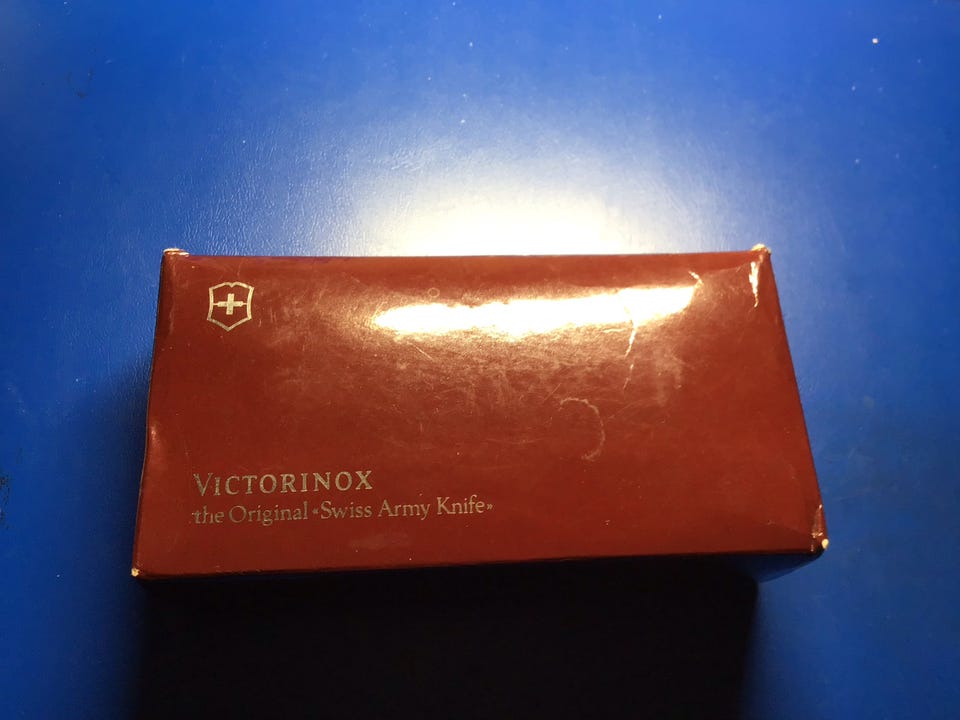 VICTORINOX
the Original «Swiss Army Knife»